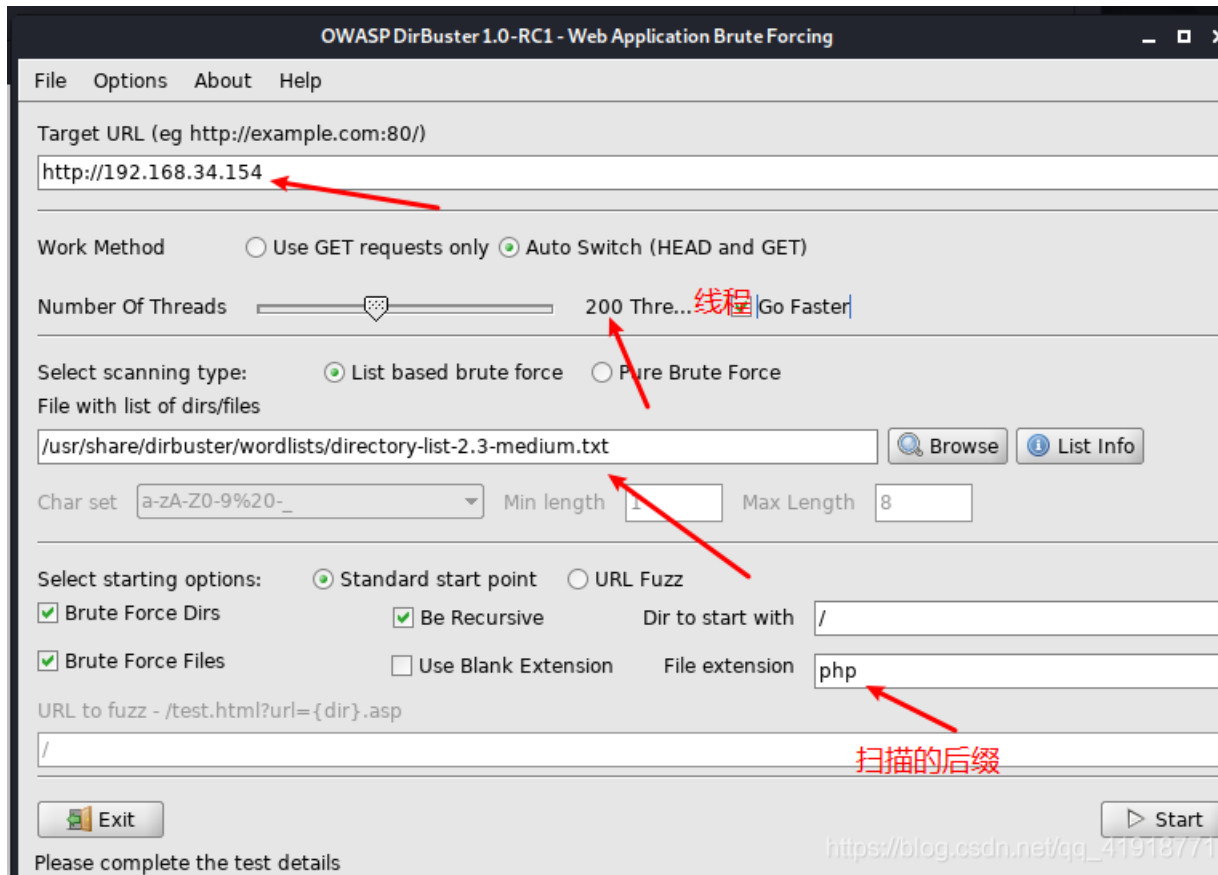 OWASP DirBuster 1.0-RC1 - Web Application Brute Forcing
File Options About Help
Target URL (eg http://example.com:80/)
http://192.168.34.154
Work Method Use GET requests only Auto Switch (HEAD and GET)
Number Of Threads 200 Thre... 线程 Go Faster
Select scanning type: List based brute force Pure Brute Force
File with list of dirs/files
/usr/share/dirbuster/wordlists/directory-list-2.3-medium.txt Browse List Info
Char set a-zA-Z0-9%20-_ Min length 1 Max Length 8
Select starting options: Standard start point URL Fuzz
Brute Force Dirs Be Recursive Dir to start with /
Brute Force Files Use Blank Extension File extension php
URL to fuzz - /test.html?url={dir}.asp
/
扫描的后缀
Exit Start
https://blog.csdn.net/qq_41918771
Please complete the test details